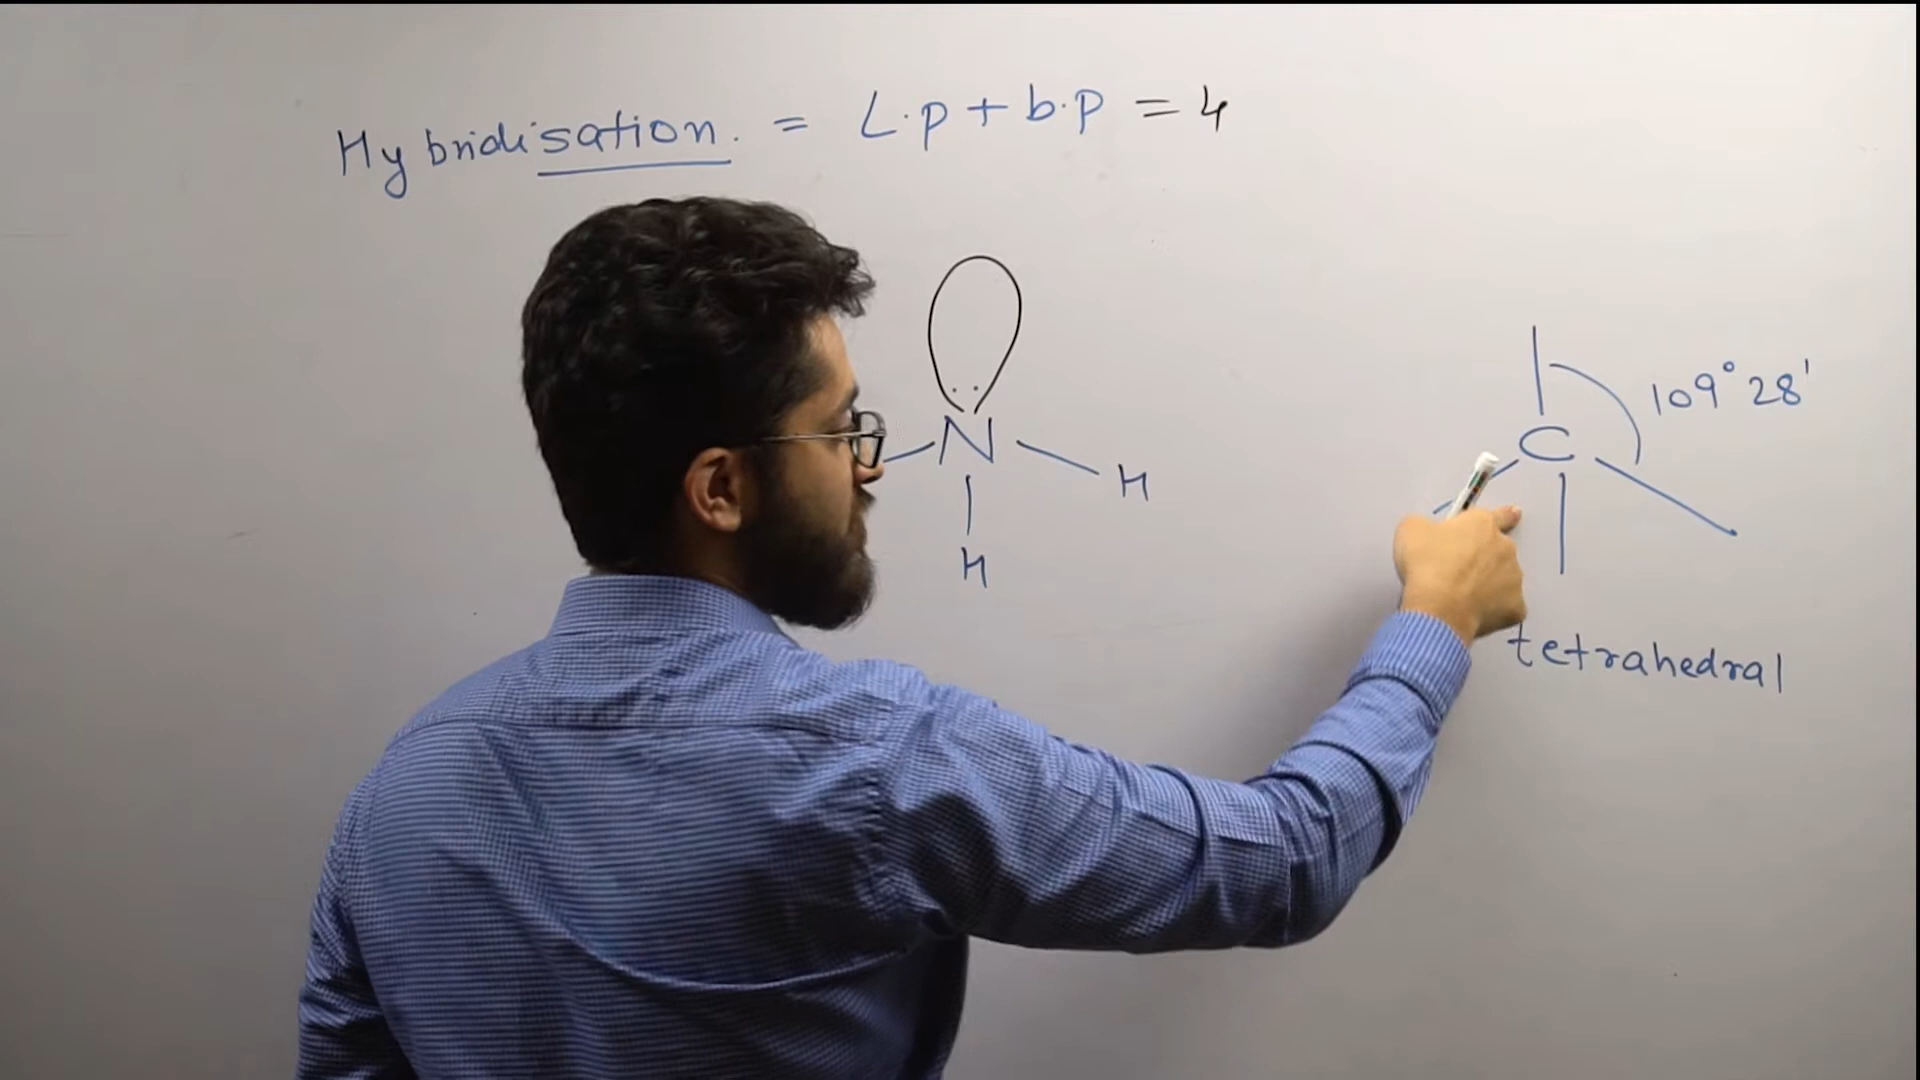 Hybridisation. = L.p + b.p = 4
N
H
H
C
109° 28'
tetrahedral